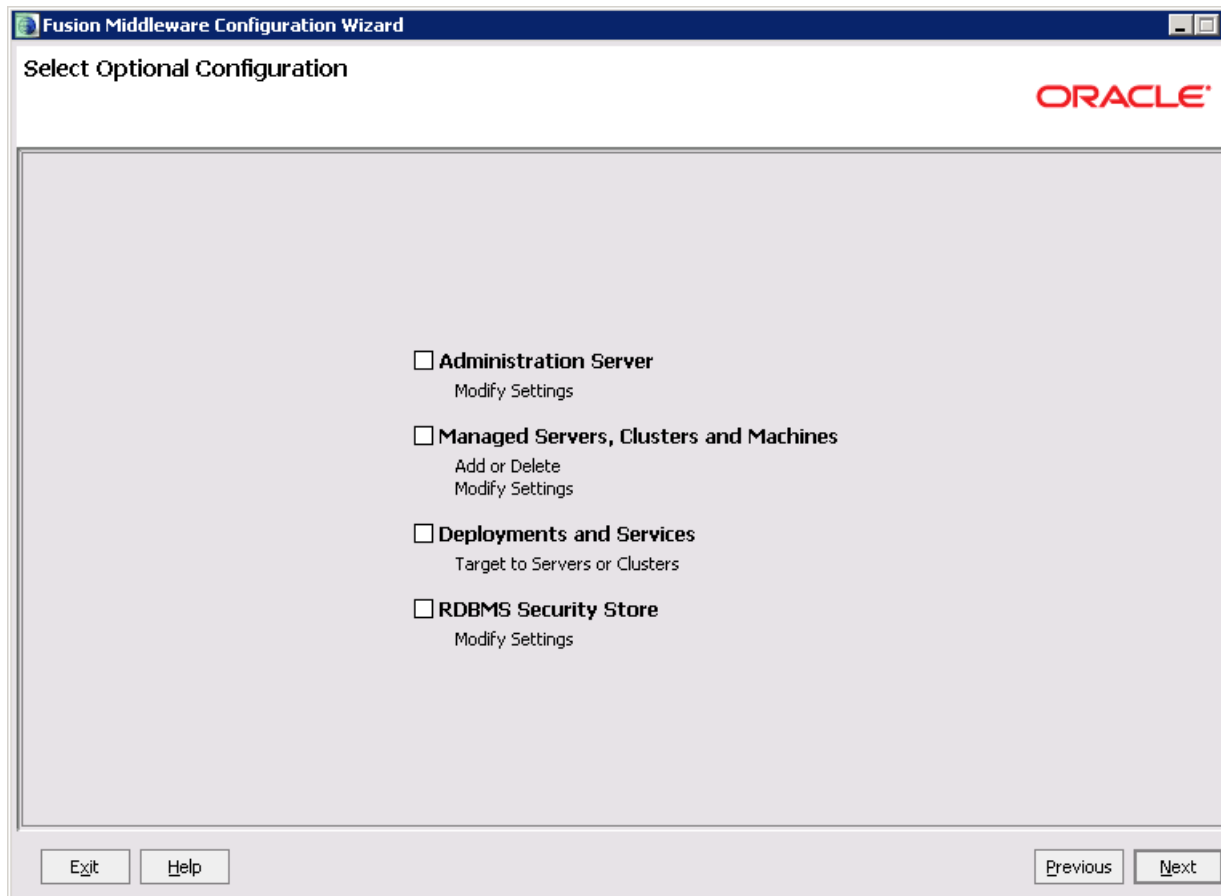 Fusion Middleware Configuration Wizard
Select Optional Configuration
ORACLE
Administration Server
Modify Settings
Managed Servers, Clusters and Machines
Add or Delete
Modify Settings
Deployments and Services
Target to Servers or Clusters
RDBMS Security Store
Modify Settings
Exit Help Previous Next